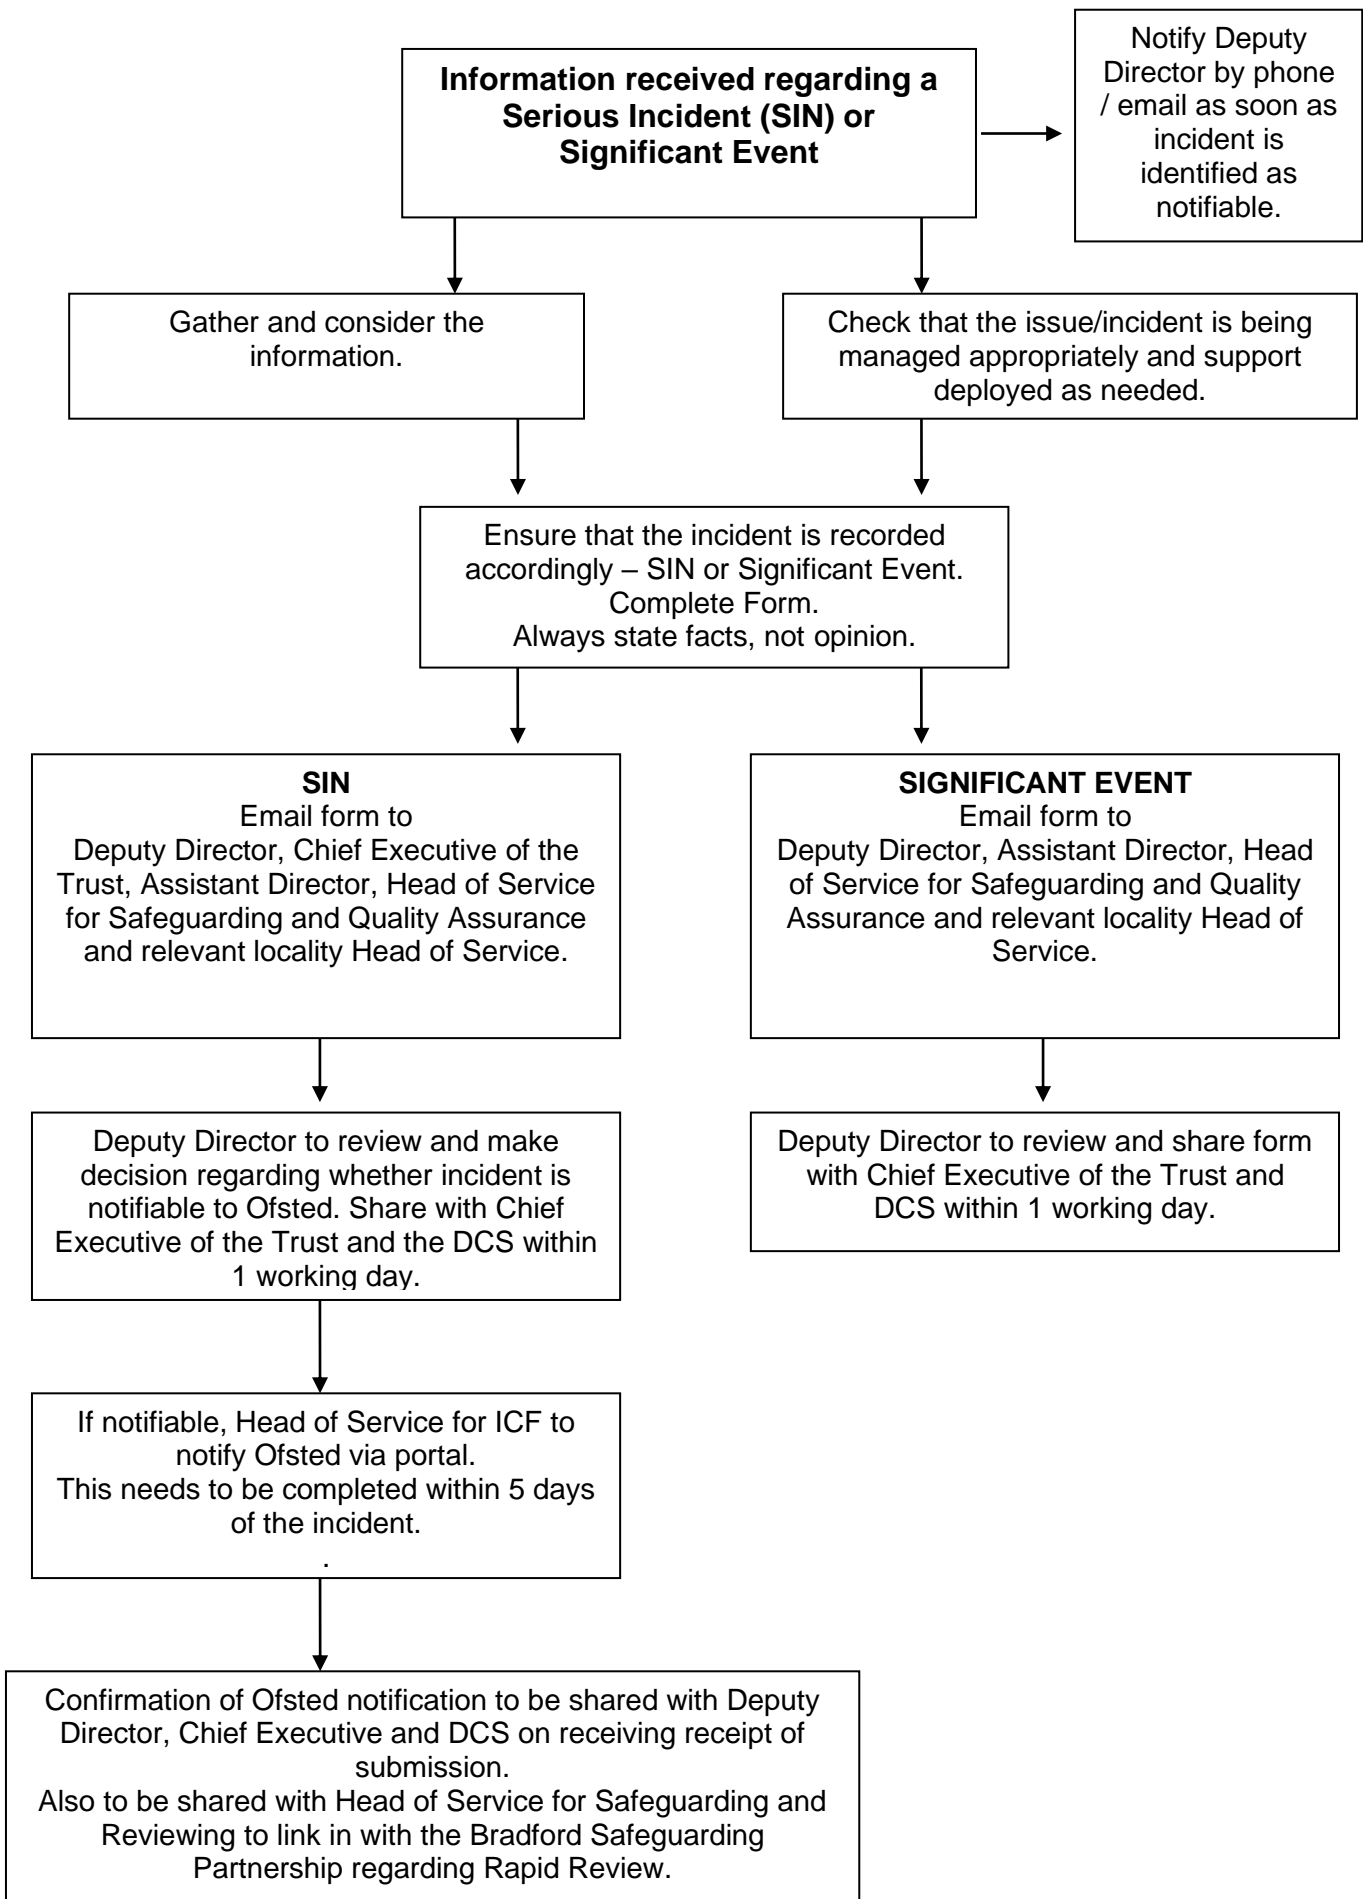 Information received regarding a
Serious Incident (SIN) or
Significant Event
Notify Deputy
Director by phone
/ email as soon as
incident is
identified as
notifiable.
Gather and consider the
information.
Check that the issue/incident is being
managed appropriately and support
deployed as needed.
Ensure that the incident is recorded
accordingly – SIN or Significant Event.
Complete Form.
Always state facts, not opinion.
SIN
Email form to
Deputy Director, Chief Executive of the
Trust, Assistant Director, Head of Service
for Safeguarding and Quality Assurance
and relevant locality Head of Service.
SIGNIFICANT EVENT
Email form to
Deputy Director, Assistant Director, Head
of Service for Safeguarding and Quality
Assurance and relevant locality Head of
Service.
Deputy Director to review and make
decision regarding whether incident is
notifiable to Ofsted. Share with Chief
Executive of the Trust and the DCS within
1 working day.
Deputy Director to review and share form
with Chief Executive of the Trust and
DCS within 1 working day.
If notifiable, Head of Service for ICF to
notify Ofsted via portal.
This needs to be completed within 5 days
of the incident.
.
Confirmation of Ofsted notification to be shared with Deputy
Director, Chief Executive and DCS on receiving receipt of
submission.
Also to be shared with Head of Service for Safeguarding and
Reviewing to link in with the Bradford Safeguarding
Partnership regarding Rapid Review.